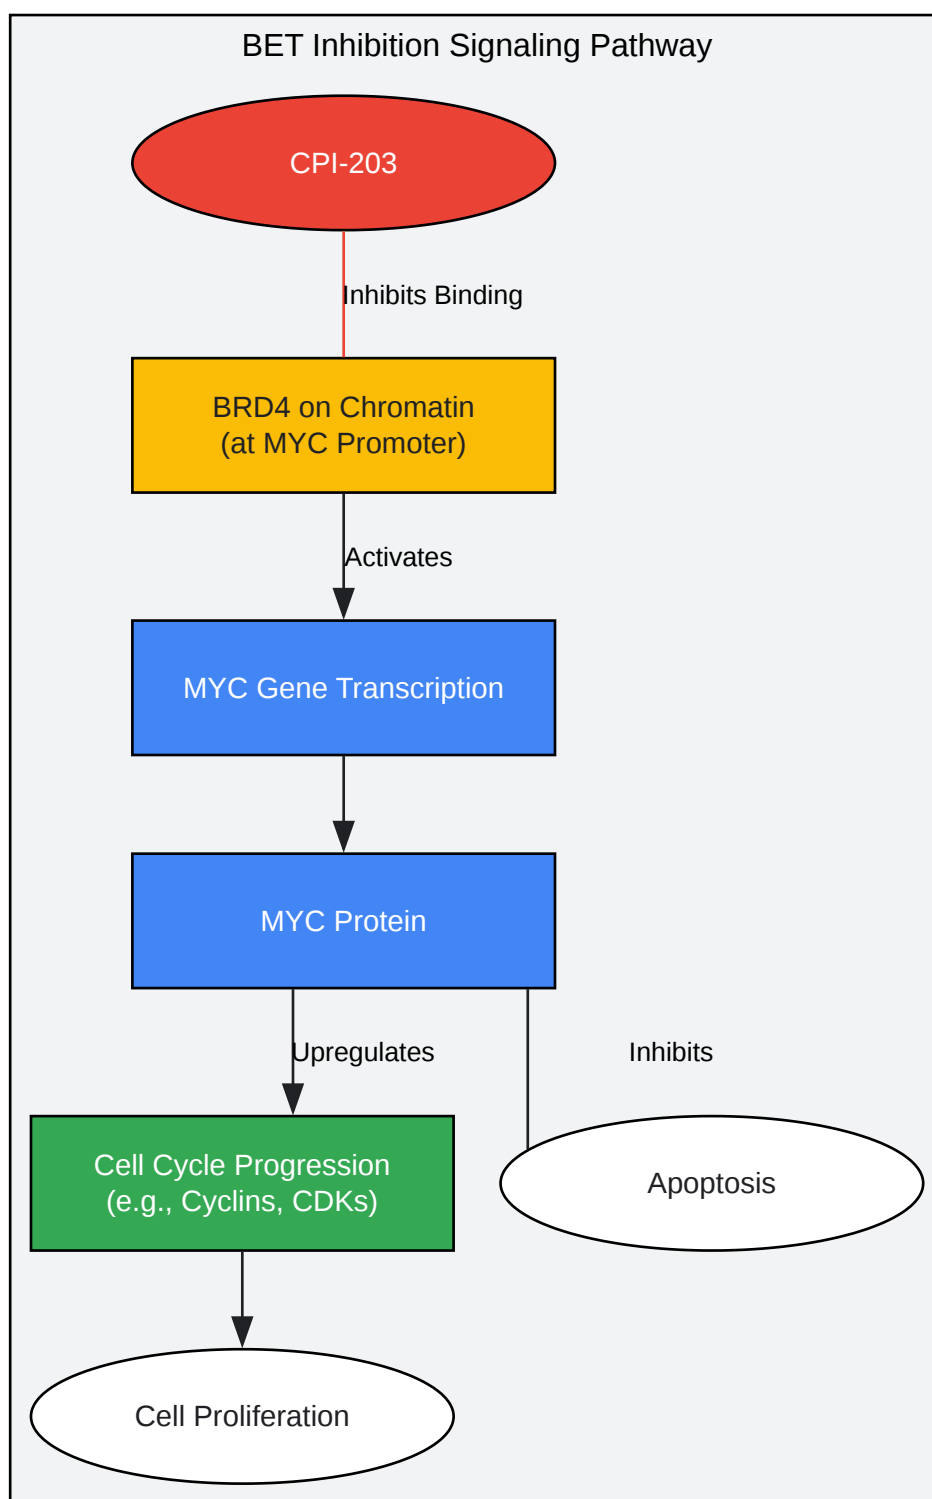 BET Inhibition Signaling Pathway
CPI-203
Inhibits Binding
BRD4 on Chromatin
(at MYC Promoter)
Activates
MYC Gene Transcription
MYC Protein
Upregulates
Inhibits
Cell Cycle Progression
(e.g., Cyclins, CDKs)
Apoptosis
Cell Proliferation